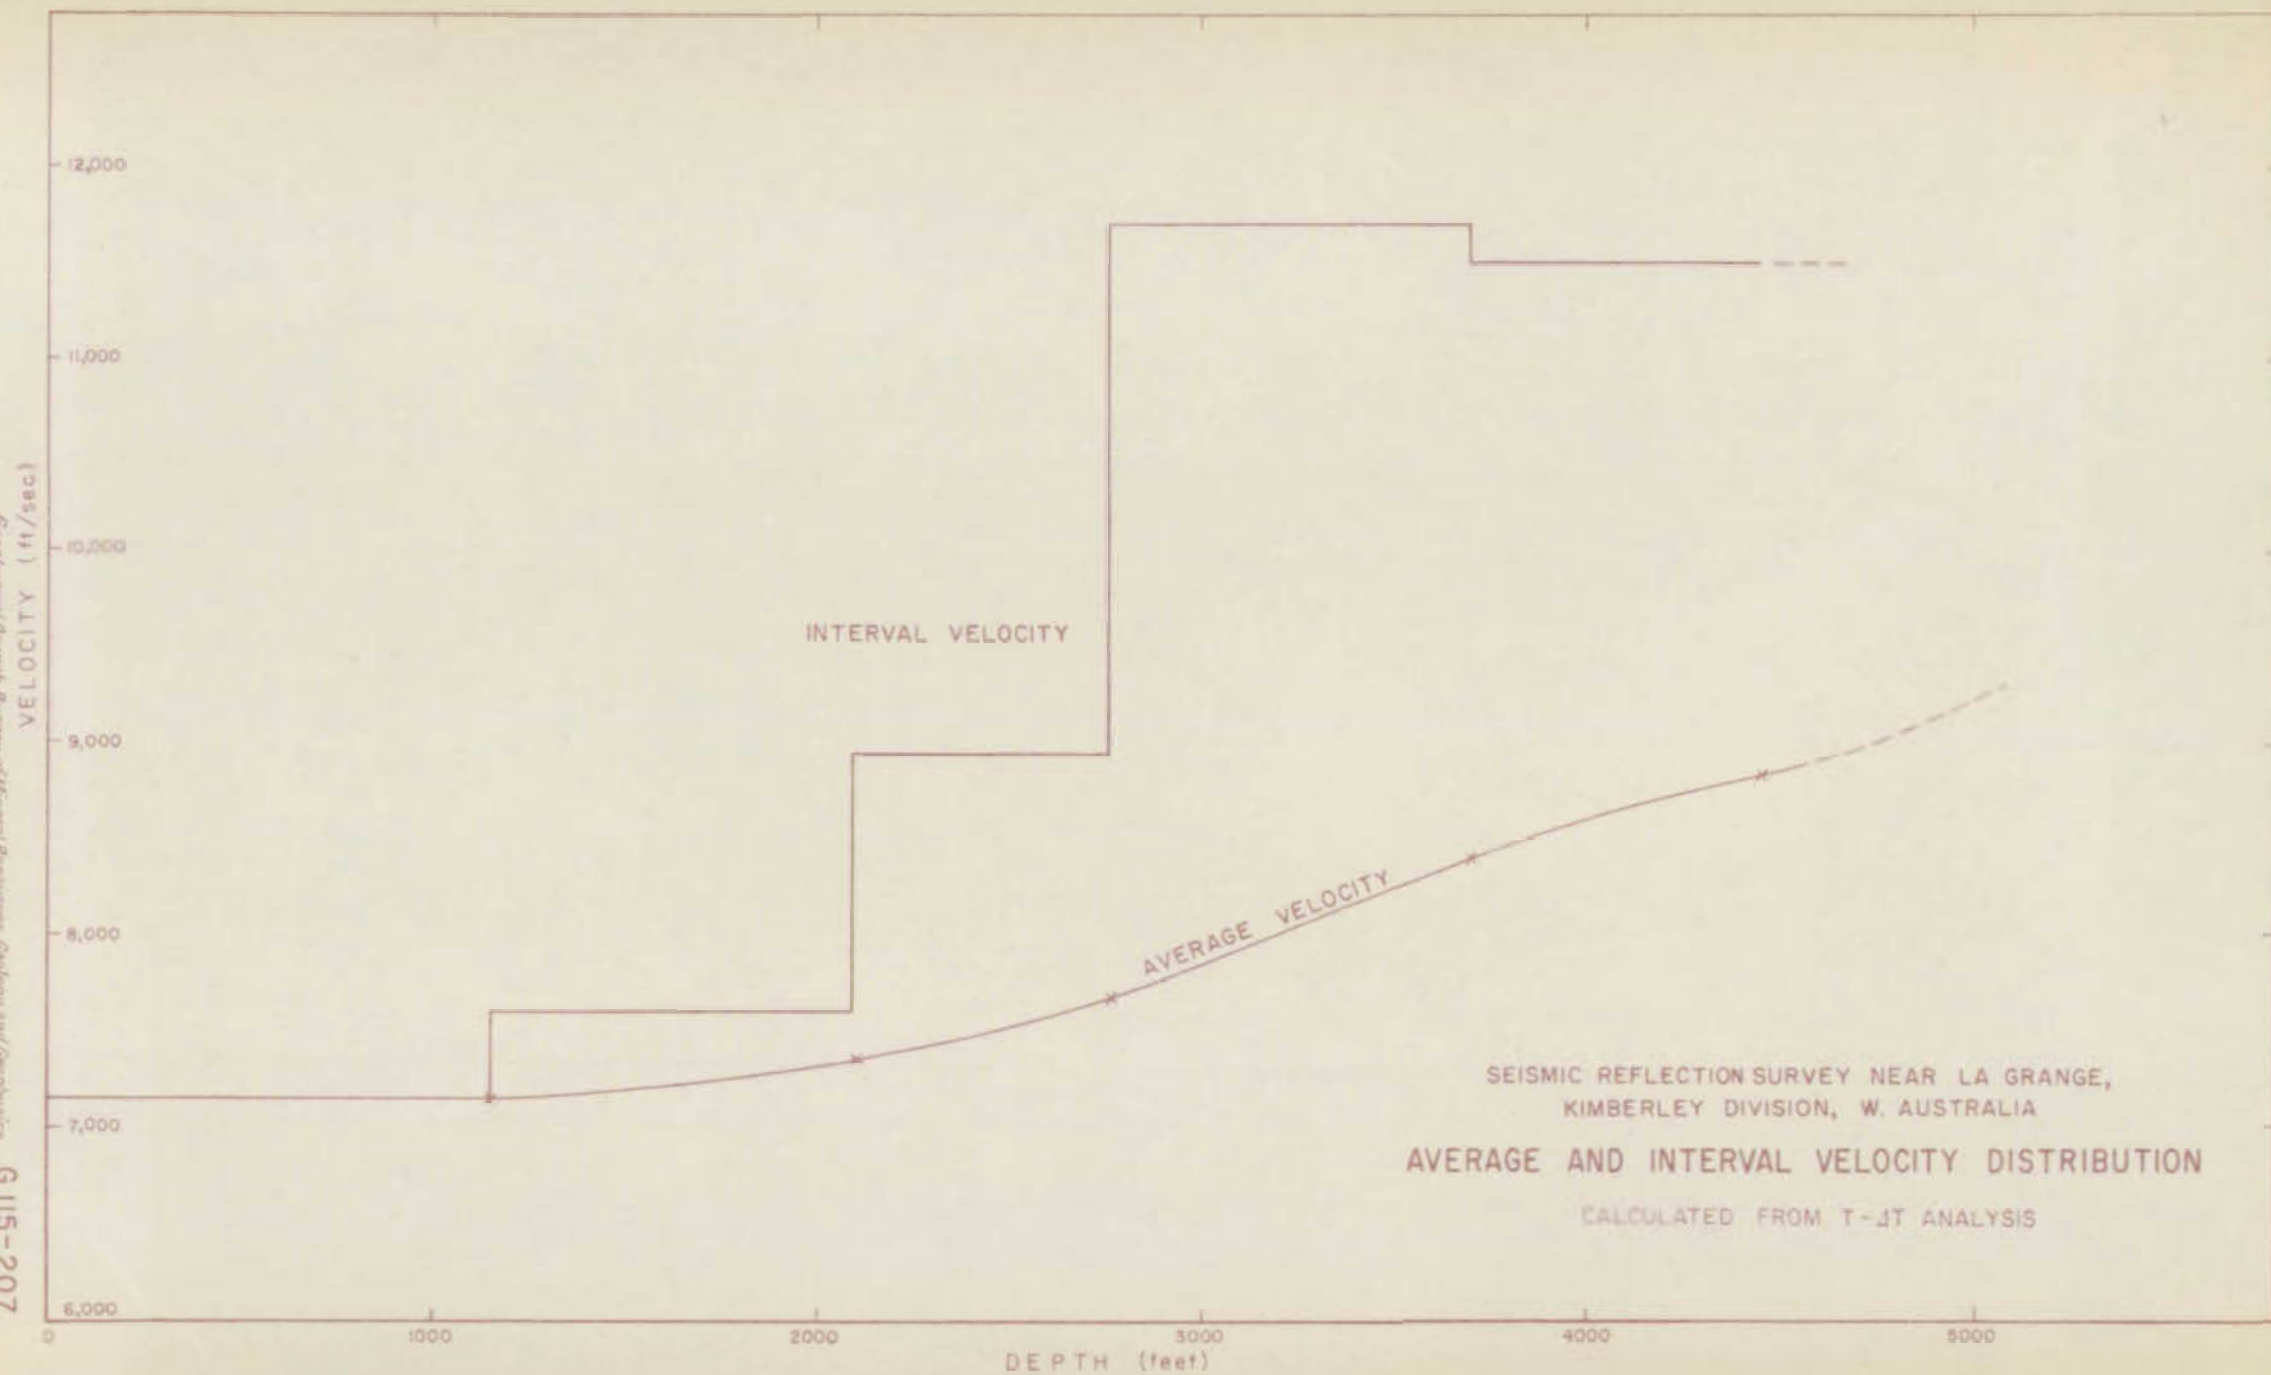 12,000
11,000
10,000
9,000
8,000
7,000
6,000
VELOCITY (ft/sec)
G115-207
INTERVAL VELOCITY
AVERAGE VELOCITY
SEISMIC REFLECTION SURVEY NEAR LA GRANGE,
KIMBERLEY DIVISION, W. AUSTRALIA
AVERAGE AND INTERVAL VELOCITY DISTRIBUTION
CALCULATED FROM T-ΔT ANALYSIS
0 1000 2000 3000 4000 5000
DEPTH (feet)